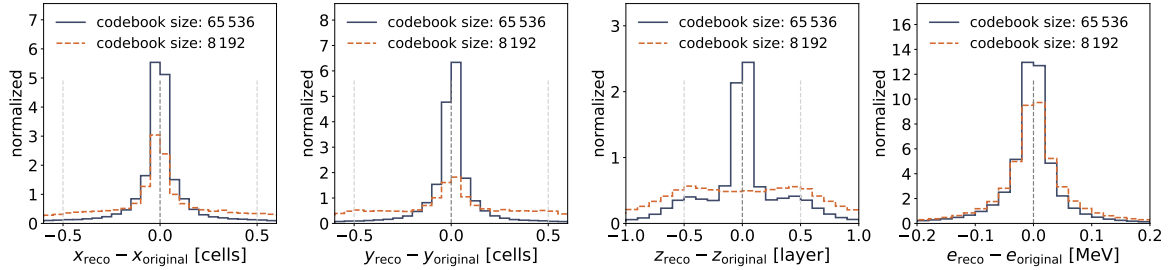 normalized
7
6
5
4
3
2
1
0
codebook size: 65 536
codebook size: 8 192
−0.5
0.0
0.5
x_reco − x_original [cells]
normalized
8
7
6
5
4
3
2
1
0
codebook size: 65 536
codebook size: 8 192
−0.5
0.0
0.5
y_reco − y_original [cells]
normalized
3
2
1
0
codebook size: 65 536
codebook size: 8 192
−1.0
−0.5
0.0
0.5
1.0
z_reco − z_original [layer]
normalized
16
14
12
10
8
6
4
2
0
codebook size: 65 536
codebook size: 8 192
−0.2
−0.1
0.0
0.1
0.2
e_reco − e_original [MeV]